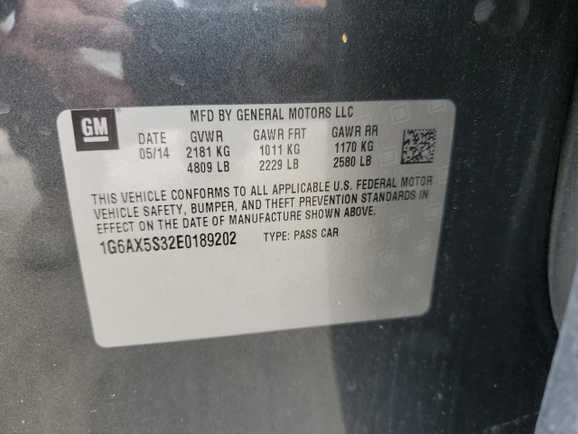 MFD BY GENERAL MOTORS LLC
GM
DATE GVWR GAWR FRT GAWR RR
05/14 2181 KG 1011 KG 1170 KG
4809 LB 2229 LB 2580 LB
THIS VEHICLE CONFORMS TO ALL APPLICABLE U.S. FEDERAL MOTOR
VEHICLE SAFETY, BUMPER, AND THEFT PREVENTION STANDARDS IN
EFFECT ON THE DATE OF MANUFACTURE SHOWN ABOVE.
1G6AX5S32E0189202 TYPE: PASS CAR